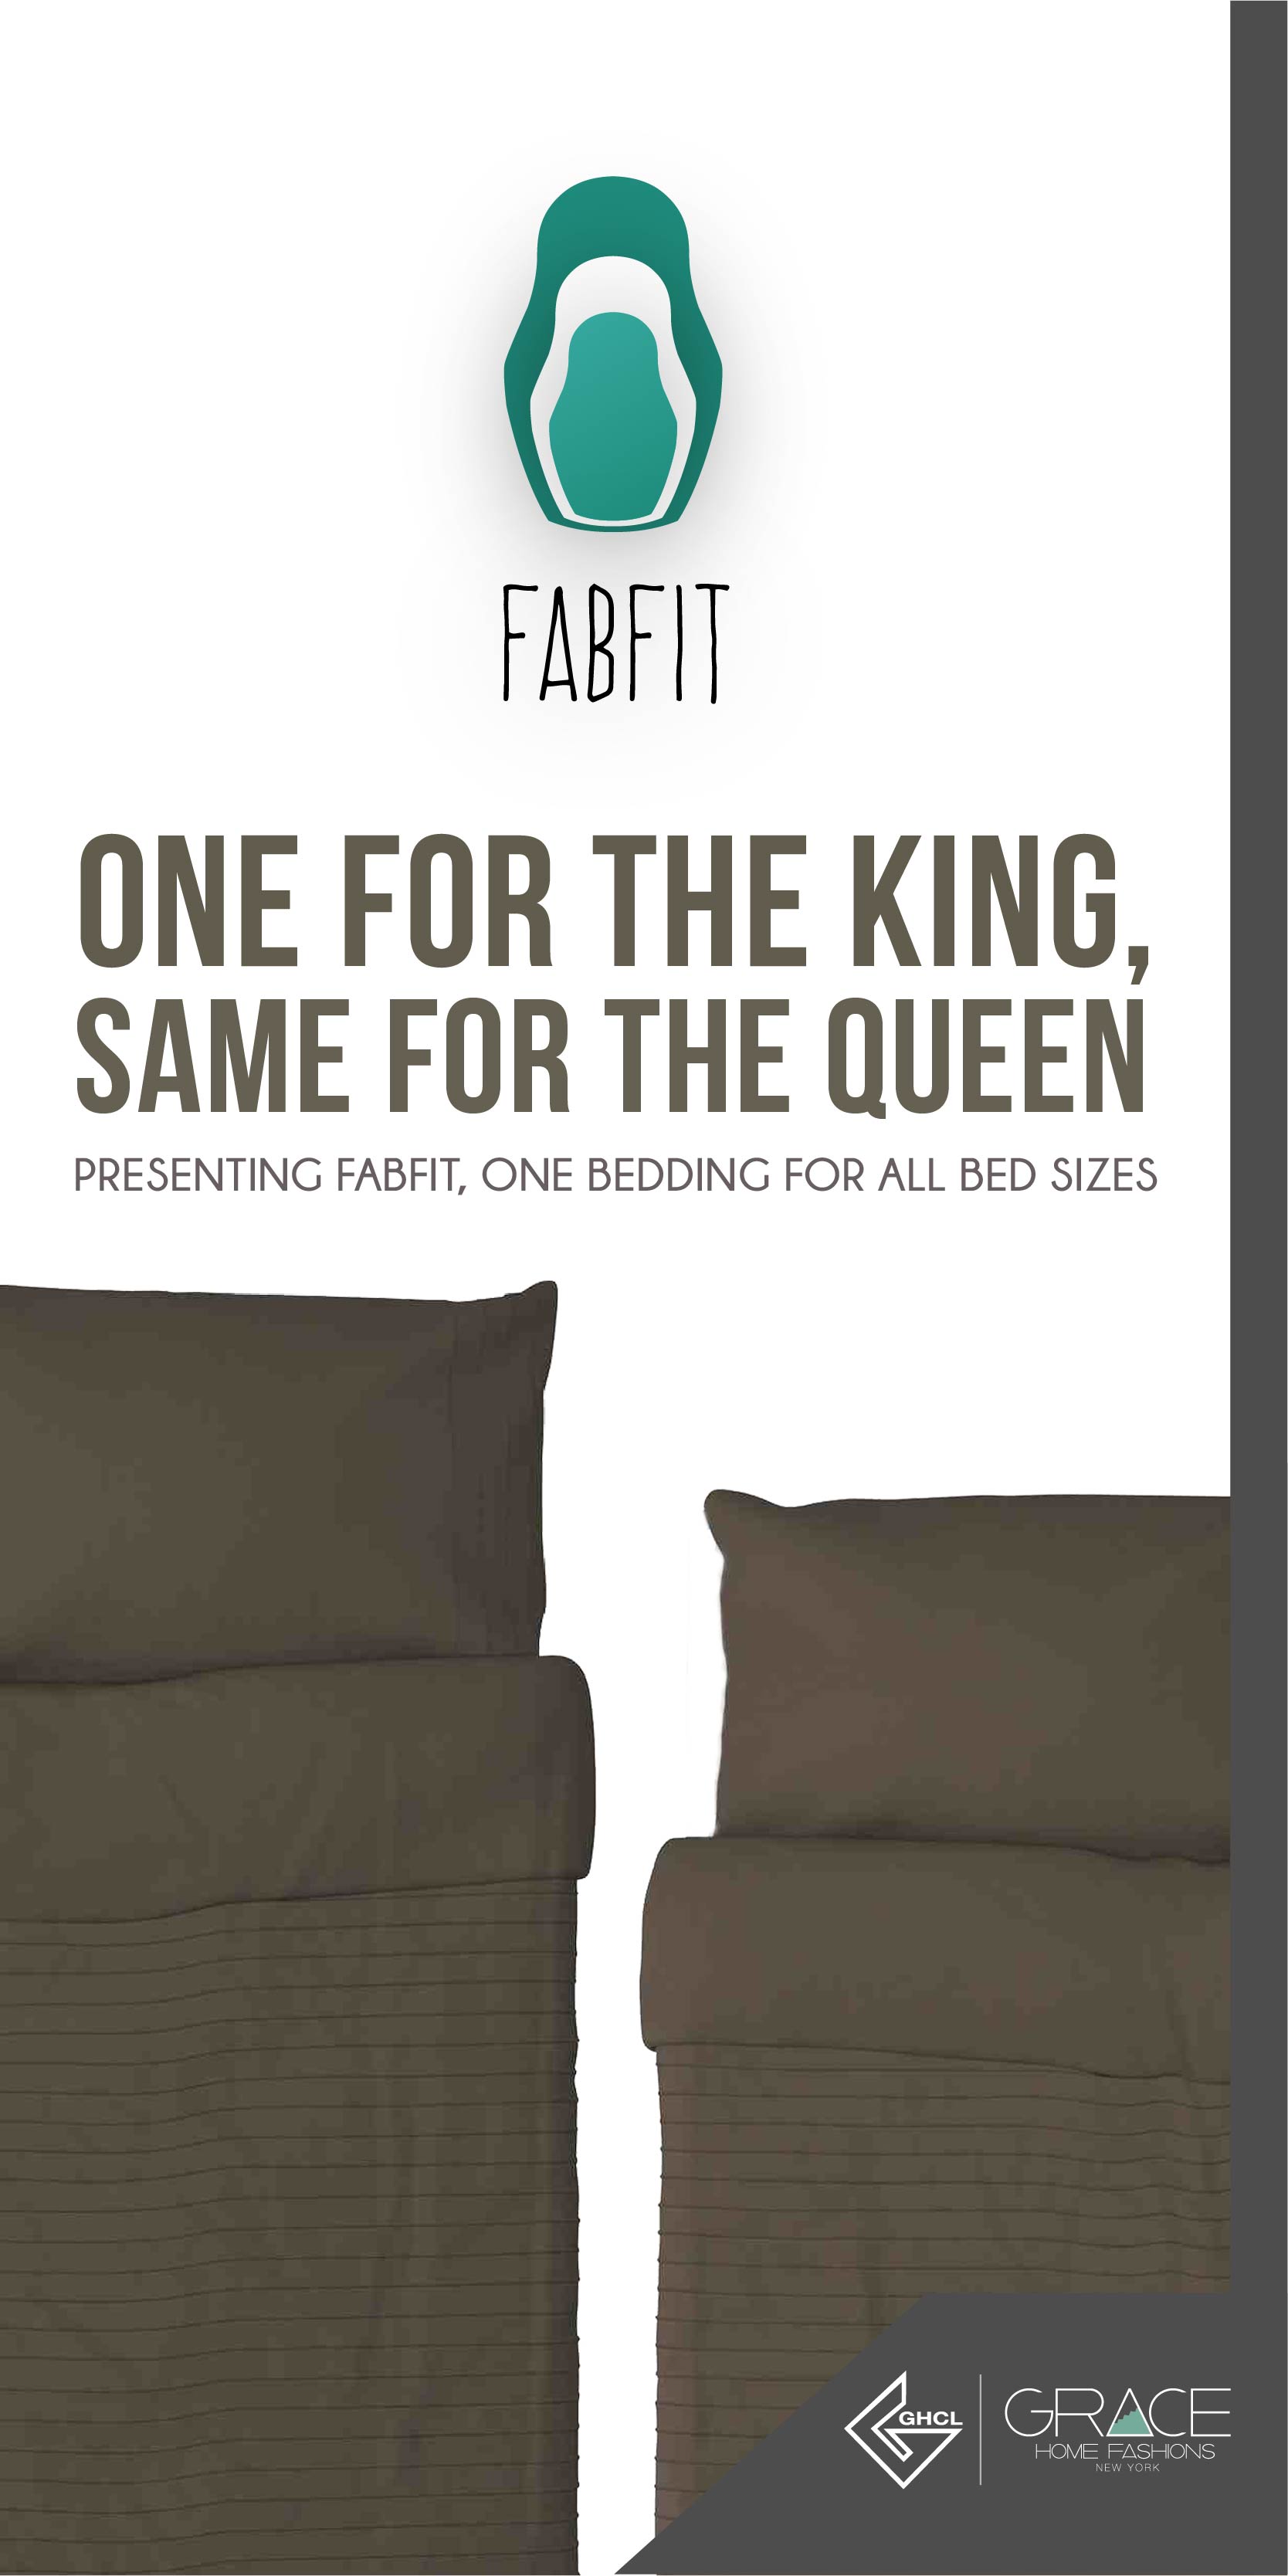 FABFIT
ONE FOR THE KING,
SAME FOR THE QUEEN
PRESENTING FABFIT, ONE BEDDING FOR ALL BED SIZES
GHCL
GRACE
HOME FASHIONS
NEW YORK